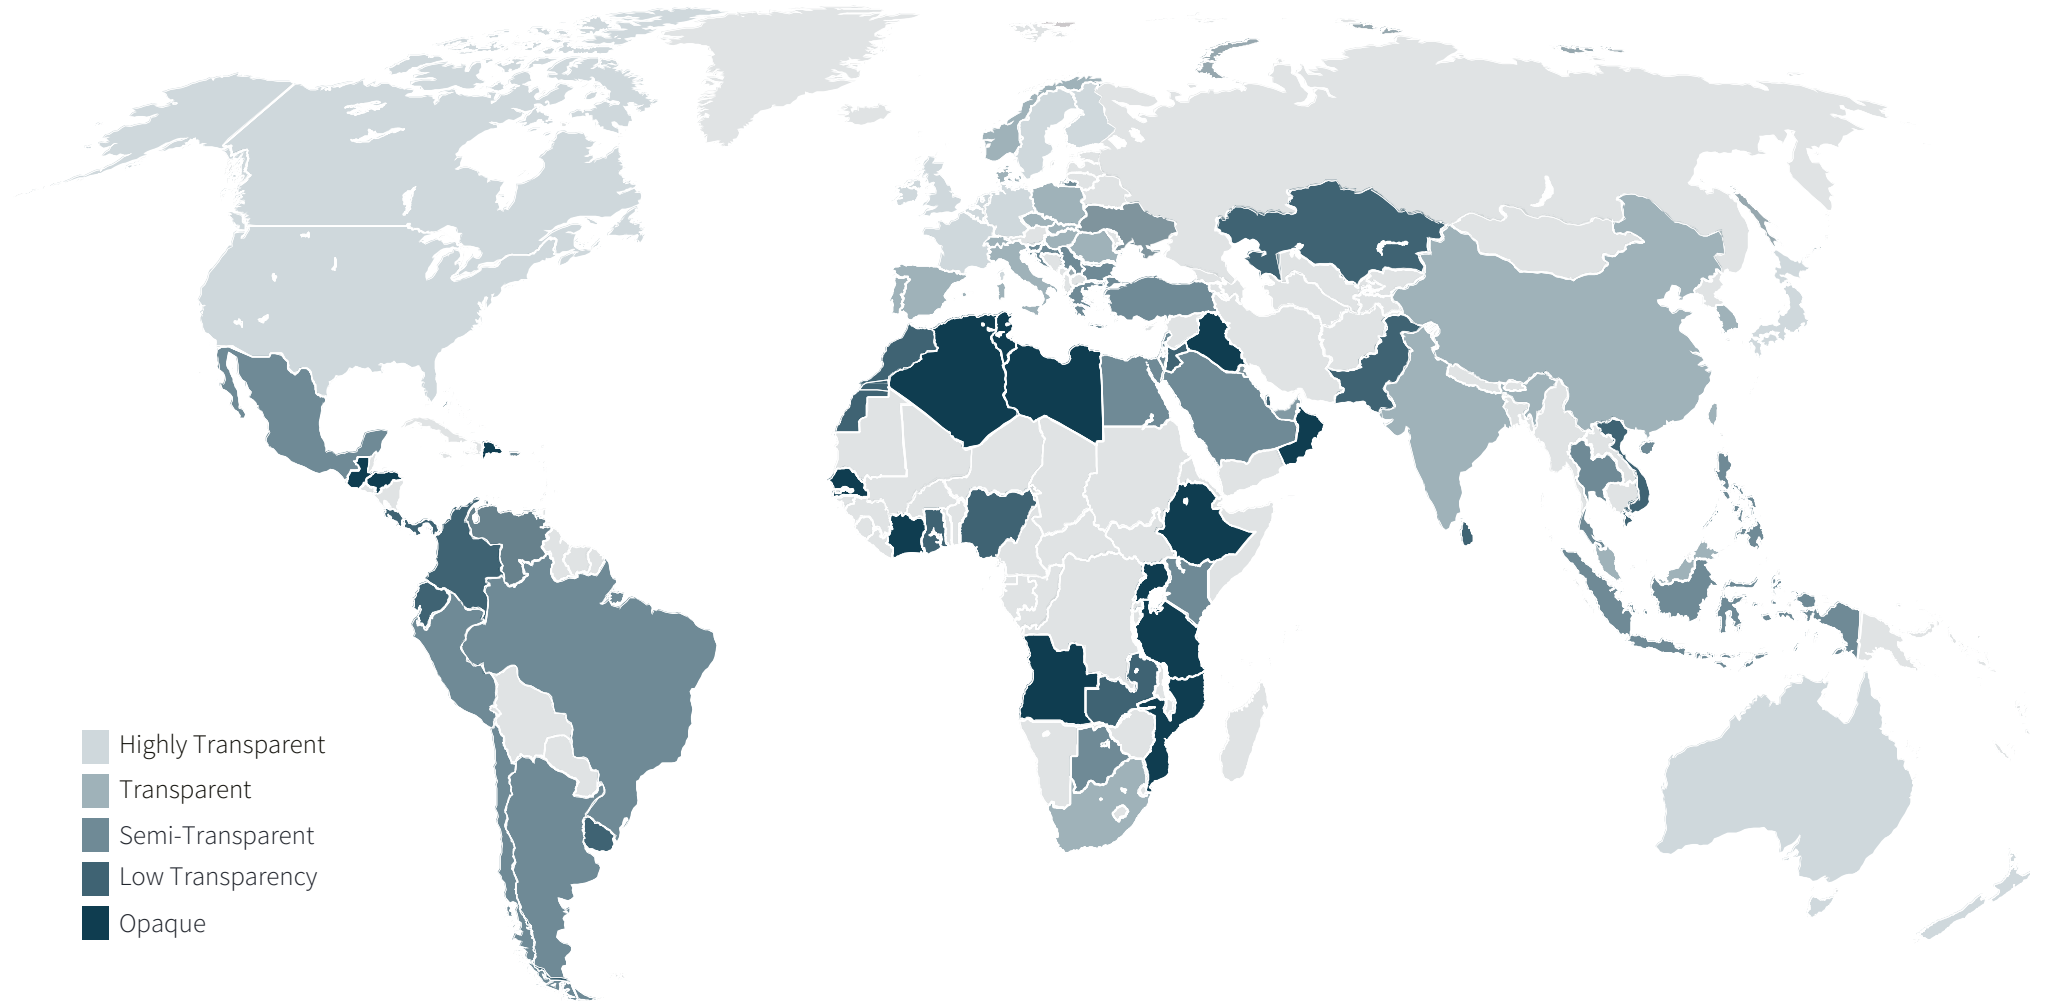 Highly Transparent
Transparent
Semi-Transparent
Low Transparency
Opaque